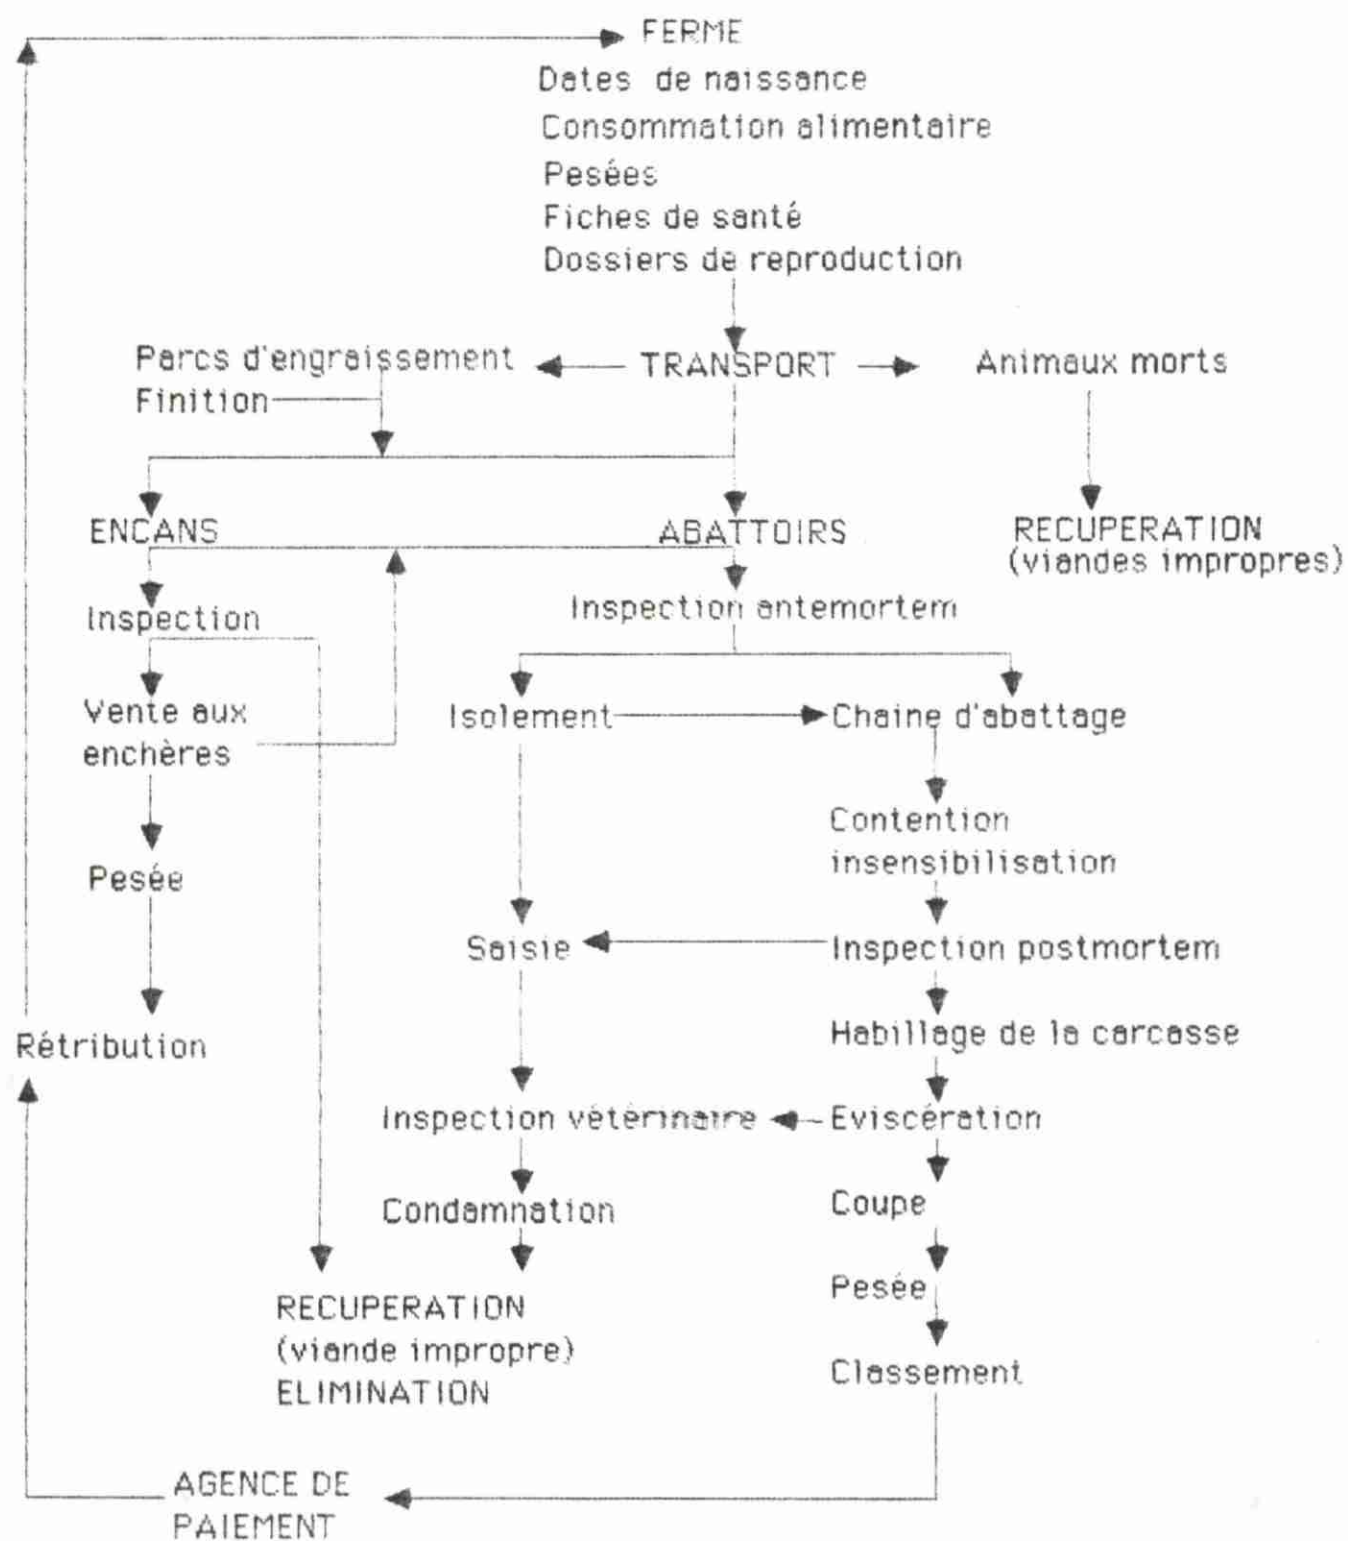 FERME
Dates de naissance
Consommation alimentaire
Pesées
Fiches de santé
Dossiers de reproduction
Parcs d'engraissement
TRANSPORT
Animaux morts
Finition
ENCANS
ABATTOIRS
RECUPERATION
(viandes impropres)
Inspection
Inspection antemortem
Vente aux
enchères
Isolement
Chaine d'abattage
Contention
insensibilisation
Pesée
Saisie
Inspection postmortem
Rétribution
Habillage de la carcasse
Inspection vétérinaire
Eviscération
Condamnation
Coupe
Pesée
RECUPERATION
(viande impropre)
ELIMINATION
Classement
AGENCE DE
PAIEMENT